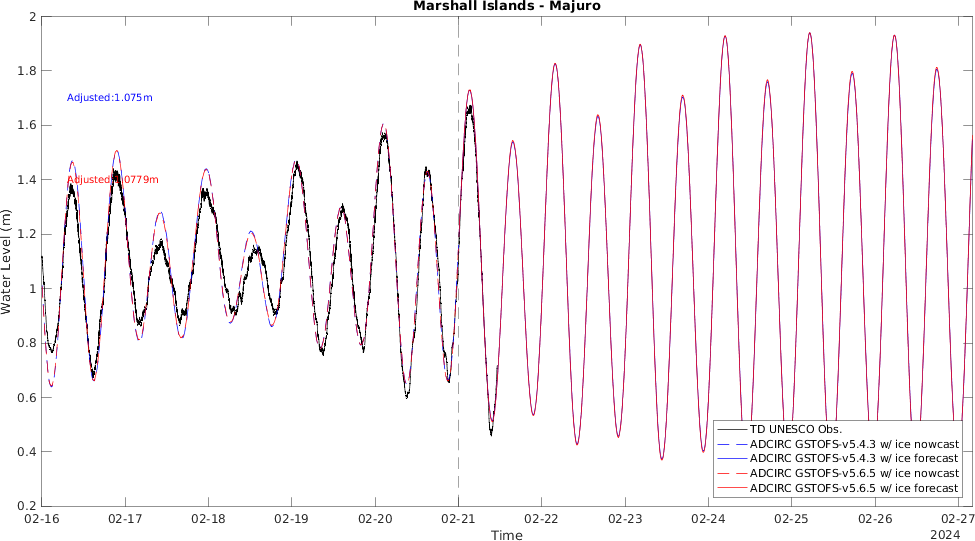 Marshall Islands - Majuro
2
1.8
1.6
1.4
1.2
1
0.8
0.6
0.4
0.2
Water Level (m)
Adjusted:1.075m
TD UNESCO Obs.
ADCIRC GSTOFS-v5.4.3 w/ ice nowcast
ADCIRC GSTOFS-v5.4.3 w/ ice forecast
ADCIRC GSTOFS-v5.6.5 w/ ice nowcast
ADCIRC GSTOFS-v5.6.5 w/ ice forecast
02-16 02-17 02-18 02-19 02-20 02-21 02-22 02-23 02-24 02-25 02-26 02-27
Time
2024